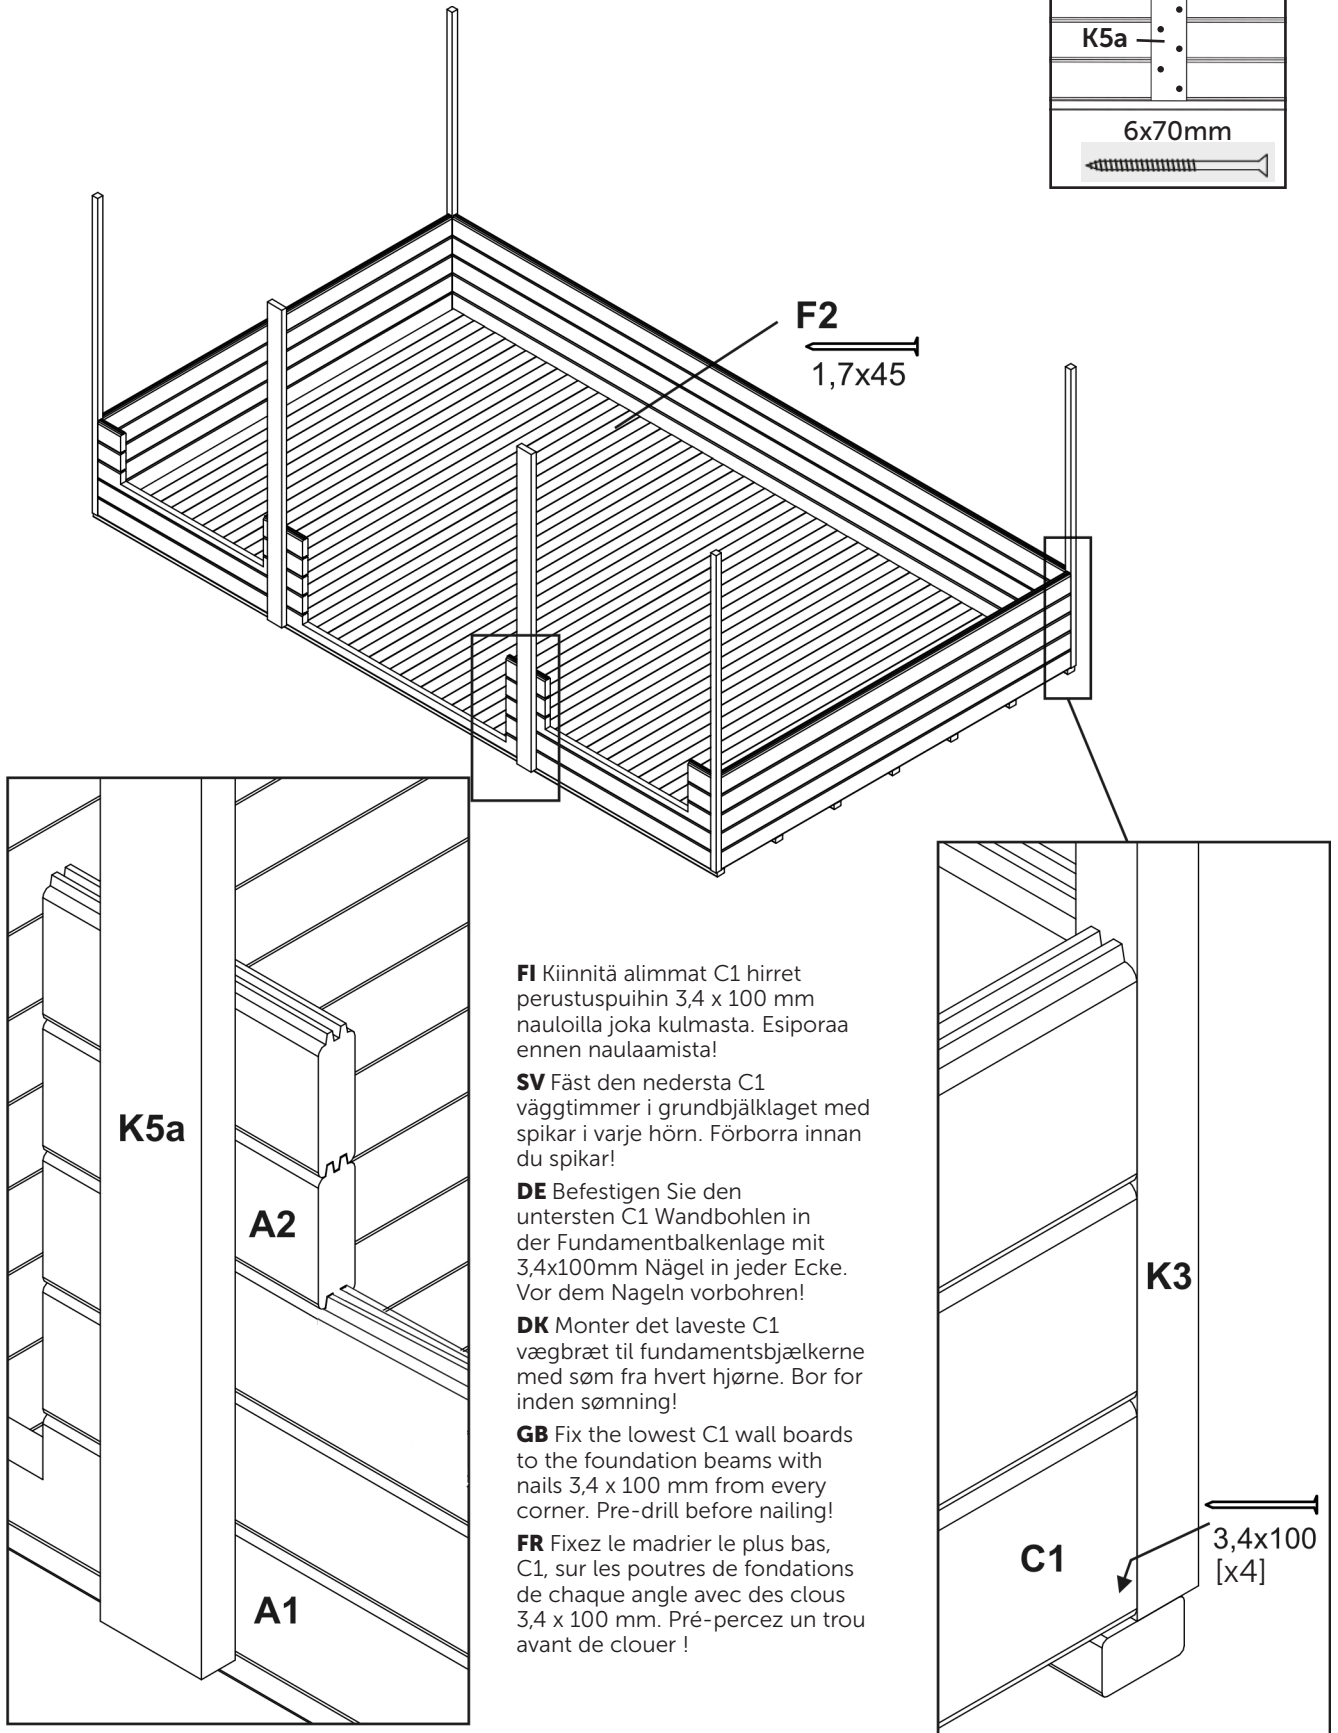 K5a
6x70mm
F2
1,7x45
K5a
A2
A1
FI Kiinnitä alimmat C1 hirret
perustuspuihin 3,4 x 100 mm
nauloilla joka kulmasta. Esiporaa
ennen naulaamista!
SV Fäst den nedersta C1
väggtimmer i grundbjälklaget med
spikar i varje hörn. Förborra innan
du spikar!
DE Befestigen Sie den
untersten C1 Wandbohlen in
der Fundamentbalkenlage mit
3,4x100mm Nägel in jeder Ecke.
Vor dem Nageln vorbohren!
DK Monter det laveste C1
vægbræt til fundamentsbjælkerne
med søm fra hvert hjørne. Bor for
inden sømning!
GB Fix the lowest C1 wall boards
to the foundation beams with
nails 3,4 x 100 mm from every
corner. Pre-drill before nailing!
FR Fixez le madrier le plus bas,
C1, sur les poutres de fondations
de chaque angle avec des clous
3,4 x 100 mm. Pré-percez un trou
avant de clouer !
K3
C1
3,4x100
[x4]